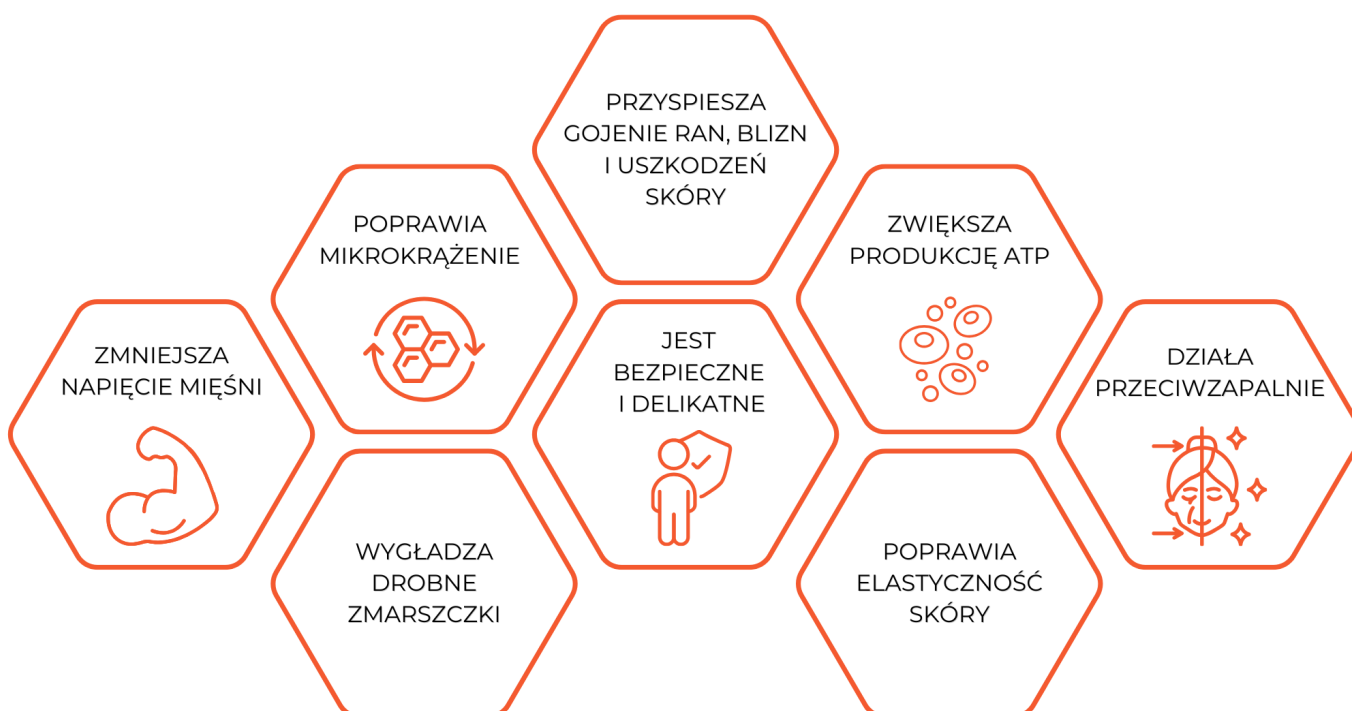 PRZYSPIESZA
GOJENIE RAN, BLIZN
I USZKODZEŃ
SKÓRY
POPRAWIA
MIKROKRĄŻENIE
ZWIĘKSZA
PRODUKCJĘ ATP
ZMNIEJSZA
NAPIĘCIE MIĘŚNI
JEST
BEZPIECZNE
I DELIKATNE
DZIAŁA
PRZECIWZAPALNIE
WYGŁADZA
DROBNE
ZMARSZCZKI
POPRAWIA
ELASTYCZNOŚĆ
SKÓRY